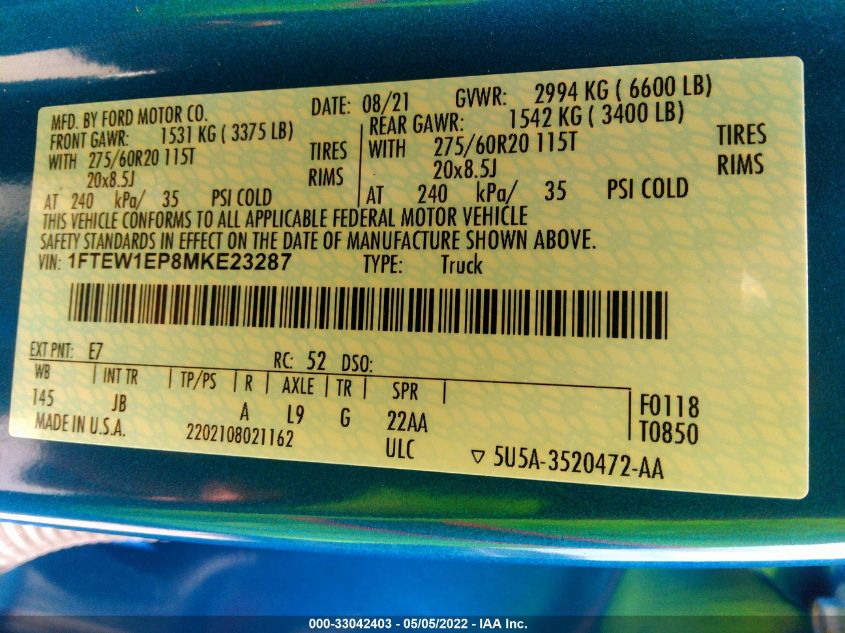 MFD. BY FORD MOTOR CO. DATE: 08/21 GVWR: 2994 KG ( 6600 LB)
FRONT GAWR: 1531 KG ( 3375 LB) REAR GAWR: 1542 KG ( 3400 LB)
WITH 275/60R20 115T TIRES WITH 275/60R20 115T TIRES
20x8.5J RIMS 20x8.5J RIMS
AT 240 kPa/ 35 PSI COLD AT 240 kPa/ 35 PSI COLD
THIS VEHICLE CONFORMS TO ALL APPLICABLE FEDERAL MOTOR VEHICLE
SAFETY STANDARDS IN EFFECT ON THE DATE OF MANUFACTURE SHOWN ABOVE.
VIN: 1FTEW1EP8MKE23287 TYPE: Truck
EXT PNT: E7 RC: 52 DSO:
WB INT TR TP/PS R AXLE TR SPR
145 JB A L9 G 22AA F0118
MADE IN U.S.A. 2202108021162 ULC T0850
▽ 5U5A-3520472-AA
000-33042403 - 05/05/2022 - IAA Inc.